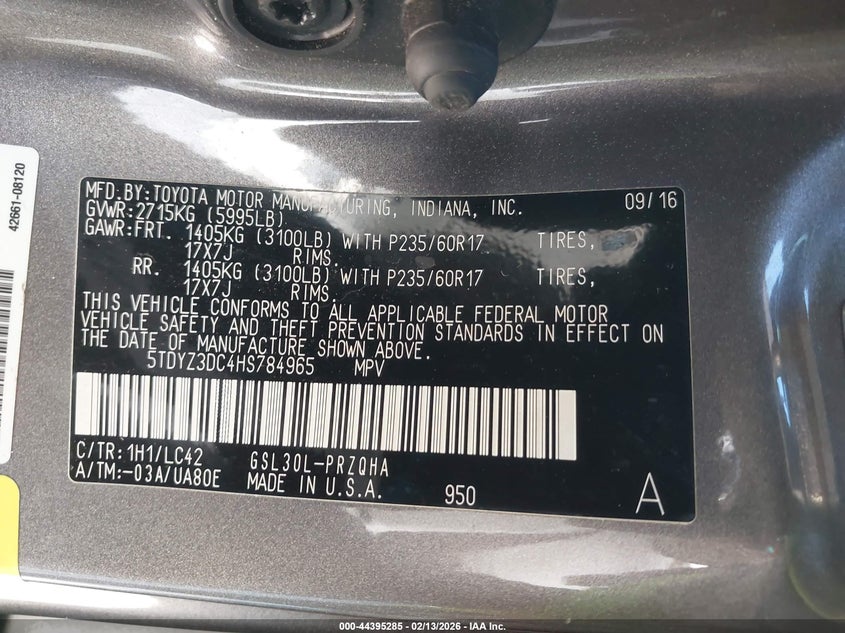 42661-08120
MFD.BY:TOYOTA MOTOR MANUFACTURING, INDIANA, INC. 09/16
GVWR:2715KG (5995LB)
GAWR:FRT. 1405KG (3100LB) WITH P235/60R17 TIRES,
17X7J RIMS.
RR. 1405KG (3100LB) WITH P235/60R17 TIRES,
17X7J RIMS.
THIS VEHICLE CONFORMS TO ALL APPLICABLE FEDERAL MOTOR
VEHICLE SAFETY AND THEFT PREVENTION STANDARDS IN EFFECT ON
THE DATE OF MANUFACTURE SHOWN ABOVE.
5TDYZ3DC4HS784965 MPV
C/TR:1H1/LC42 GSL30L-PRZQHA
A/TM:-03A/UA80E MADE IN U.S.A. 950 A
000-44395285 | 02/13/2026 | IAA Inc.